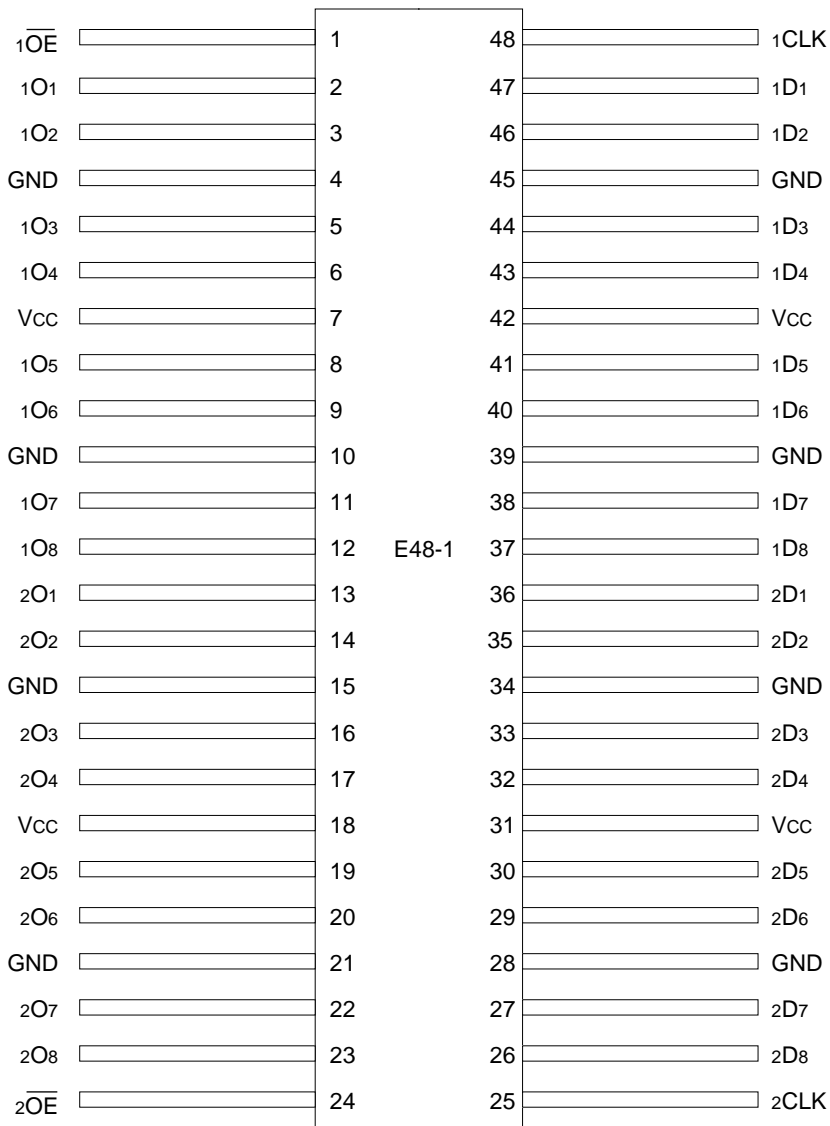 1OE 1 48 1CLK
1O1 2 47 1D1
1O2 3 46 1D2
GND 4 45 GND
1O3 5 44 1D3
1O4 6 43 1D4
VCC 7 42 VCC
1O5 8 41 1D5
1O6 9 40 1D6
GND 10 39 GND
1O7 11 38 1D7
1O8 12 E48-1 37 1D8
2O1 13 36 2D1
2O2 14 35 2D2
GND 15 34 GND
2O3 16 33 2D3
2O4 17 32 2D4
VCC 18 31 VCC
2O5 19 30 2D5
2O6 20 29 2D6
GND 21 28 GND
2O7 22 27 2D7
2O8 23 26 2D8
2OE 24 25 2CLK